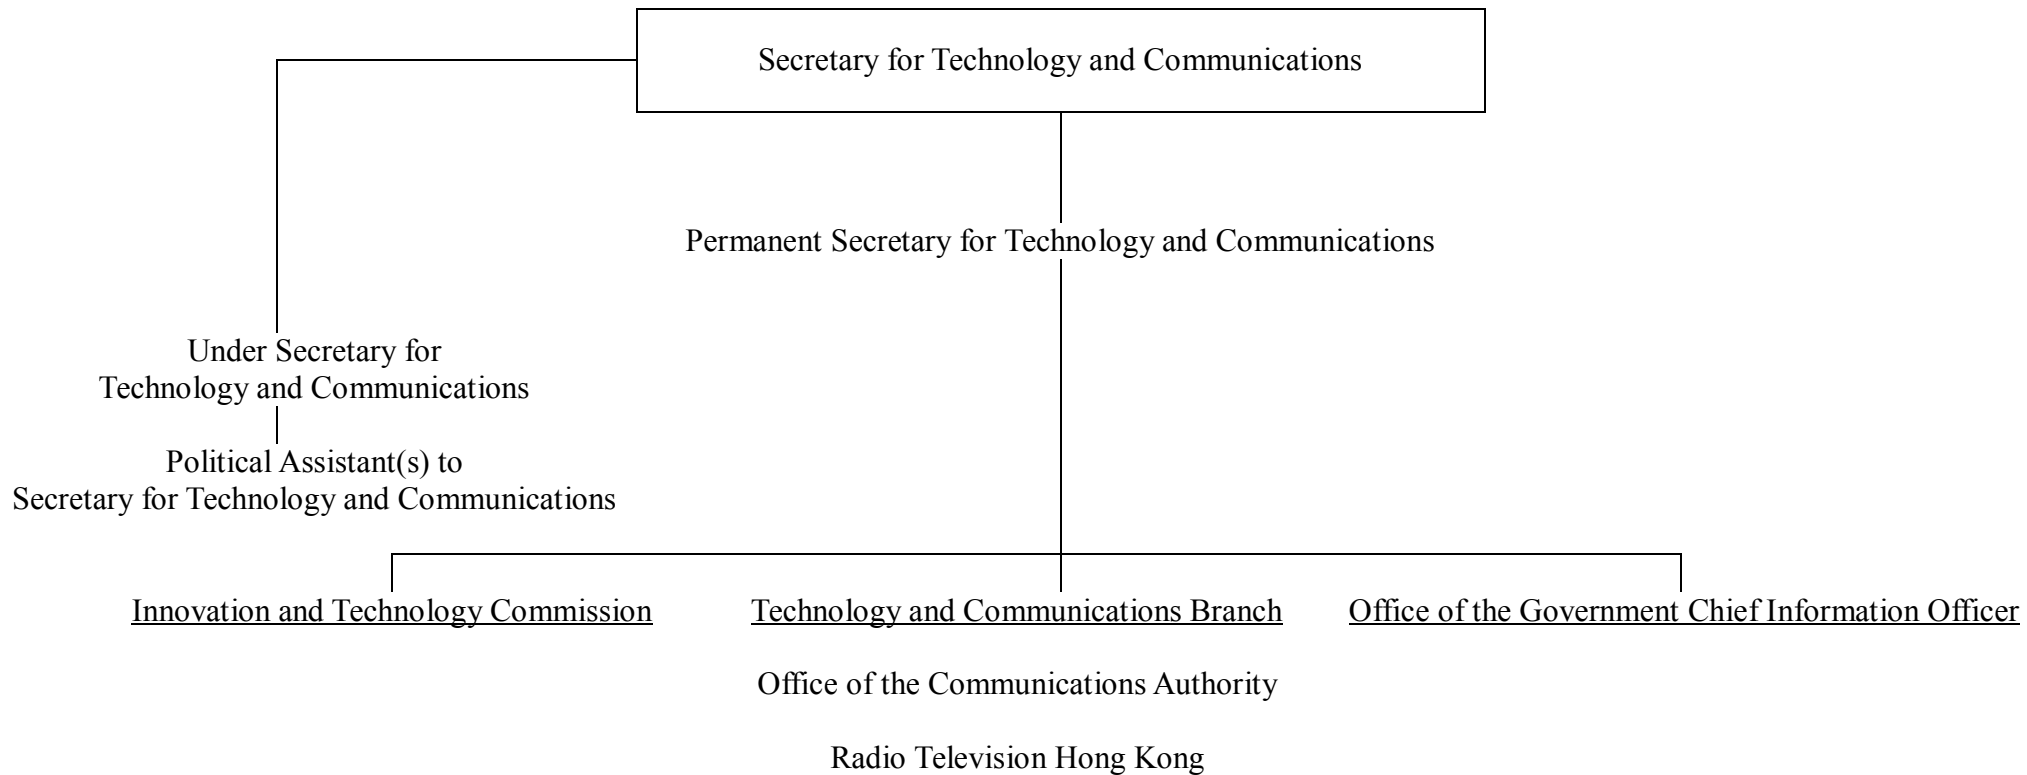 Secretary for Technology and Communications
Permanent Secretary for Technology and Communications
Under Secretary for
Technology and Communications
Political Assistant(s) to
Secretary for Technology and Communications
Innovation and Technology Commission
Technology and Communications Branch
Office of the Government Chief Information Officer
Office of the Communications Authority
Radio Television Hong Kong